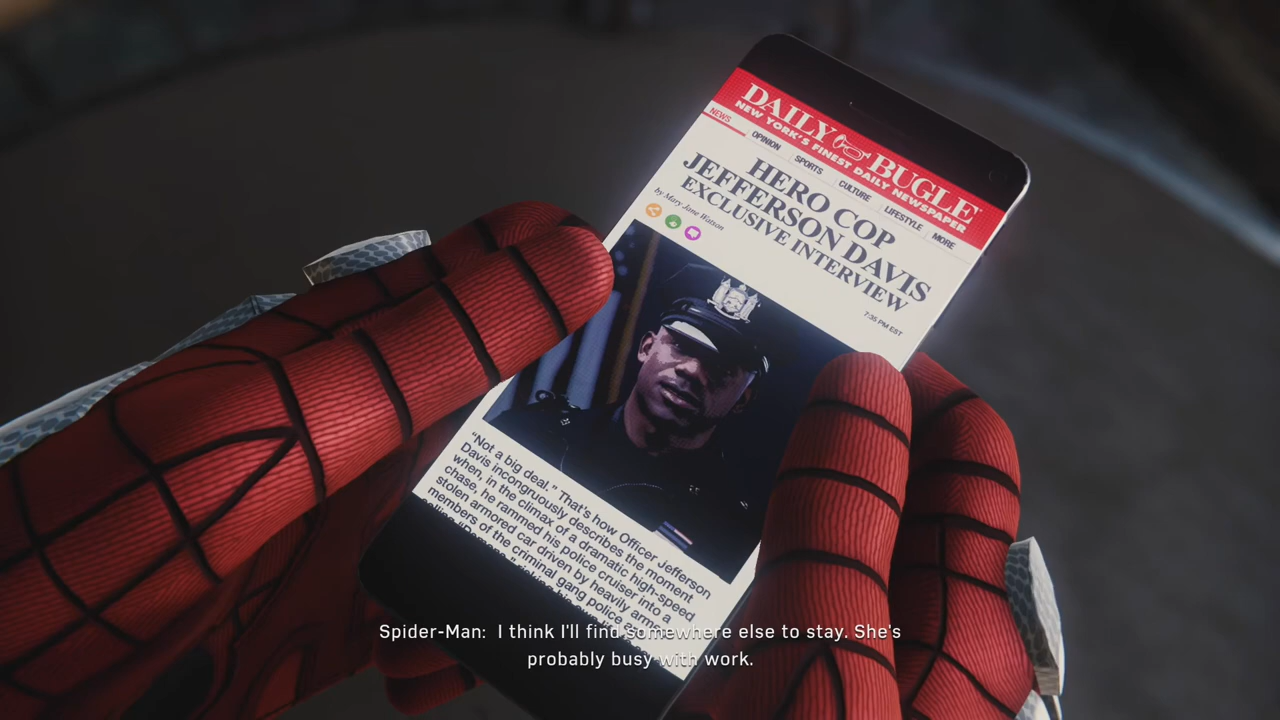 DAILY BUGLE
NEW YORK'S FINEST DAILY NEWSPAPER
NEWS OPINION SPORTS CULTURE LIFESTYLE MORE
HERO COP
JEFFERSON DAVIS
EXCLUSIVE INTERVIEW
by Mary Jane Watson
7:35 PM EST
"Not a big deal." That's how Officer Jefferson
Davis incongruously describes the moment
when, in the climax of a dramatic high-speed
chase, he rammed his police cruiser into a
stolen armored car driven by heavily
members of the criminal gang police
Spider-Man: I think I'll find somewhere else to stay. She's
probably busy with work.